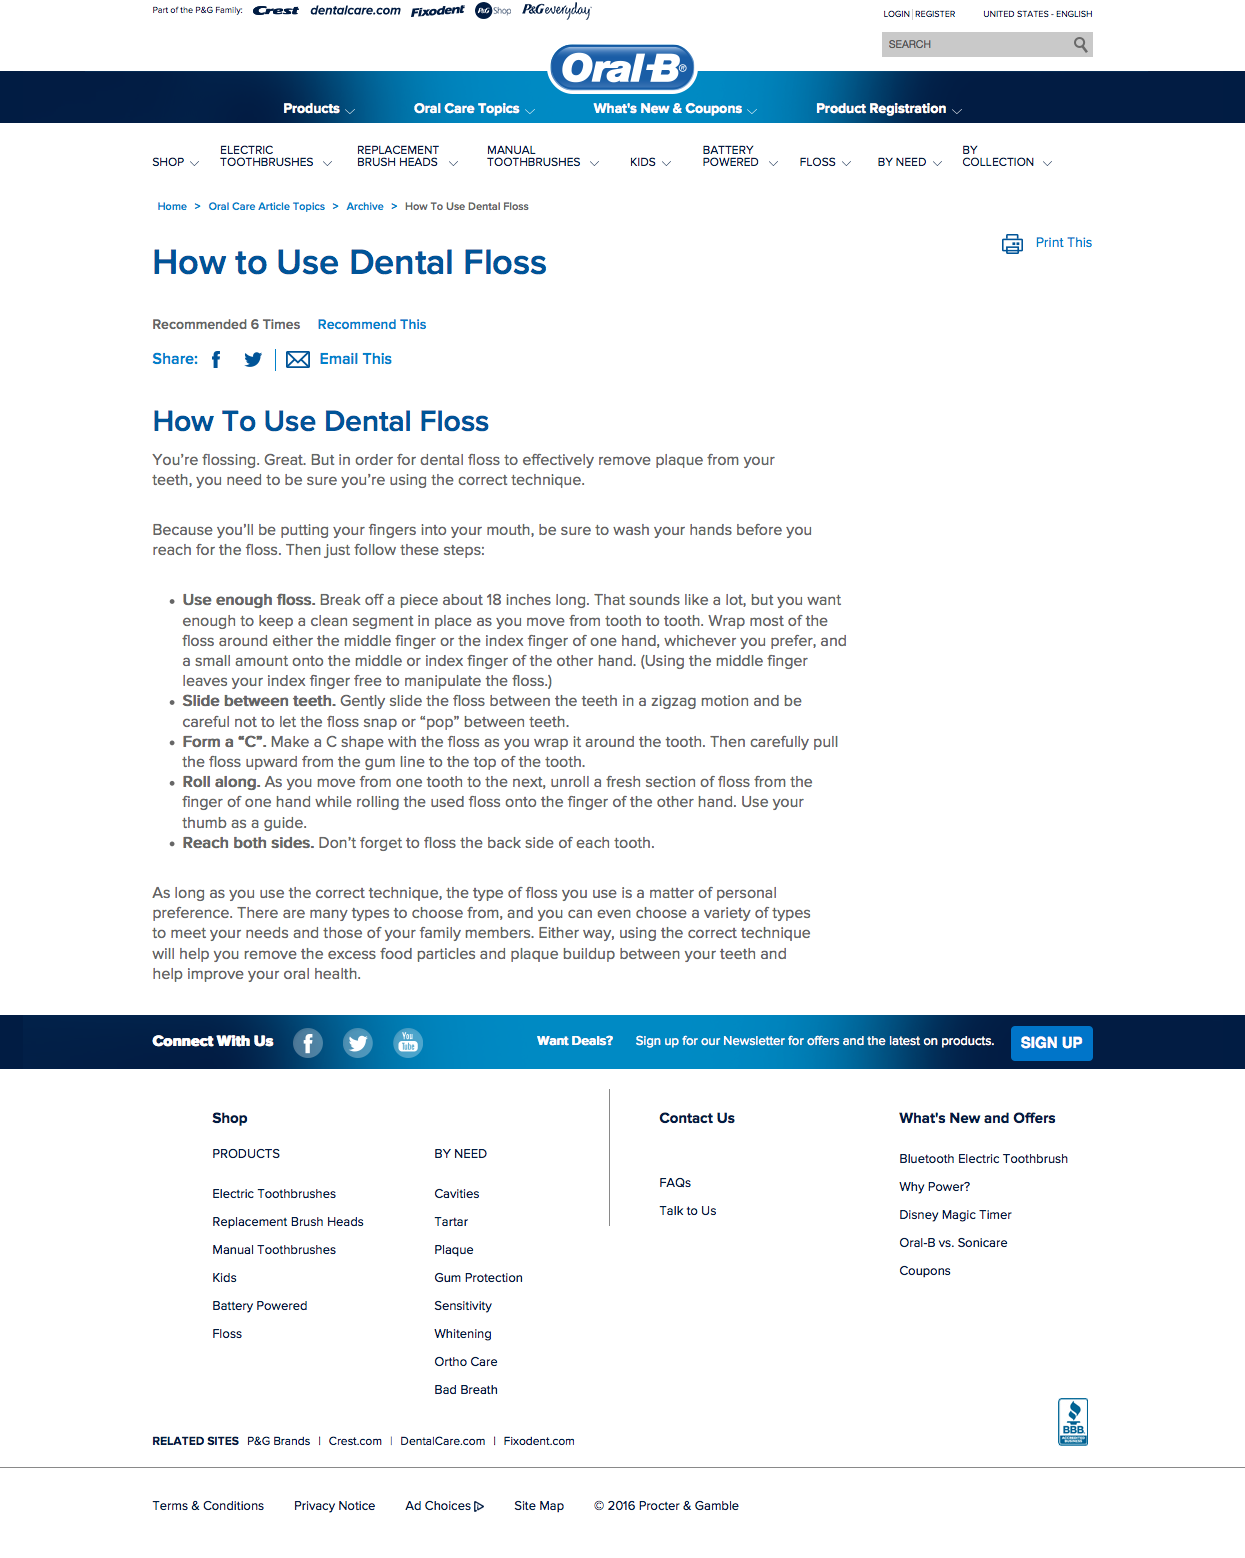 Part of the P&G Family: Crest dentalcare.com Fixodent P&G Shop P&G everyday
LOGIN | REGISTER UNITED STATES - ENGLISH
SEARCH
Oral-B®
Products Oral Care Topics What's New & Coupons Product Registration
SHOP ELECTRIC TOOTHBRUSHES REPLACEMENT BRUSH HEADS MANUAL TOOTHBRUSHES KIDS BATTERY POWERED FLOSS BY NEED BY COLLECTION
Home > Oral Care Article Topics > Archive > How To Use Dental Floss
Print This
How to Use Dental Floss
Recommended 6 Times Recommend This
Share: Email This
How To Use Dental Floss
You’re flossing. Great. But in order for dental floss to effectively remove plaque from your
teeth, you need to be sure you’re using the correct technique.
Because you’ll be putting your fingers into your mouth, be sure to wash your hands before you
reach for the floss. Then just follow these steps:
• Use enough floss. Break off a piece about 18 inches long. That sounds like a lot, but you want
enough to keep a clean segment in place as you move from tooth to tooth. Wrap most of the
floss around either the middle finger or the index finger of one hand, whichever you prefer, and
a small amount onto the middle or index finger of the other hand. (Using the middle finger
leaves your index finger free to manipulate the floss.)
• Slide between teeth. Gently slide the floss between the teeth in a zigzag motion and be
careful not to let the floss snap or “pop” between teeth.
• Form a "C". Make a C shape with the floss as you wrap it around the tooth. Then carefully pull
the floss upward from the gum line to the top of the tooth.
• Roll along. As you move from one tooth to the next, unroll a fresh section of floss from the
finger of one hand while rolling the used floss onto the finger of the other hand. Use your
thumb as a guide.
• Reach both sides. Don’t forget to floss the back side of each tooth.
As long as you use the correct technique, the type of floss you use is a matter of personal
preference. There are many types to choose from, and you can even choose a variety of types
to meet your needs and those of your family members. Either way, using the correct technique
will help you remove the excess food particles and plaque buildup between your teeth and
help improve your oral health.
Connect With Us You Tube Want Deals? Sign up for our Newsletter for offers and the latest on products. SIGN UP
Shop
PRODUCTS
Electric Toothbrushes
Replacement Brush Heads
Manual Toothbrushes
Kids
Battery Powered
Floss
BY NEED
Cavities
Tartar
Plaque
Gum Protection
Sensitivity
Whitening
Ortho Care
Bad Breath
Contact Us
FAQs
Talk to Us
What's New and Offers
Bluetooth Electric Toothbrush
Why Power?
Disney Magic Timer
Oral-B vs. Sonicare
Coupons
BBB
RELATED SITES P&G Brands | Crest.com | DentalCare.com | Fixodent.com
Terms & Conditions Privacy Notice Ad Choices Site Map © 2016 Procter & Gamble